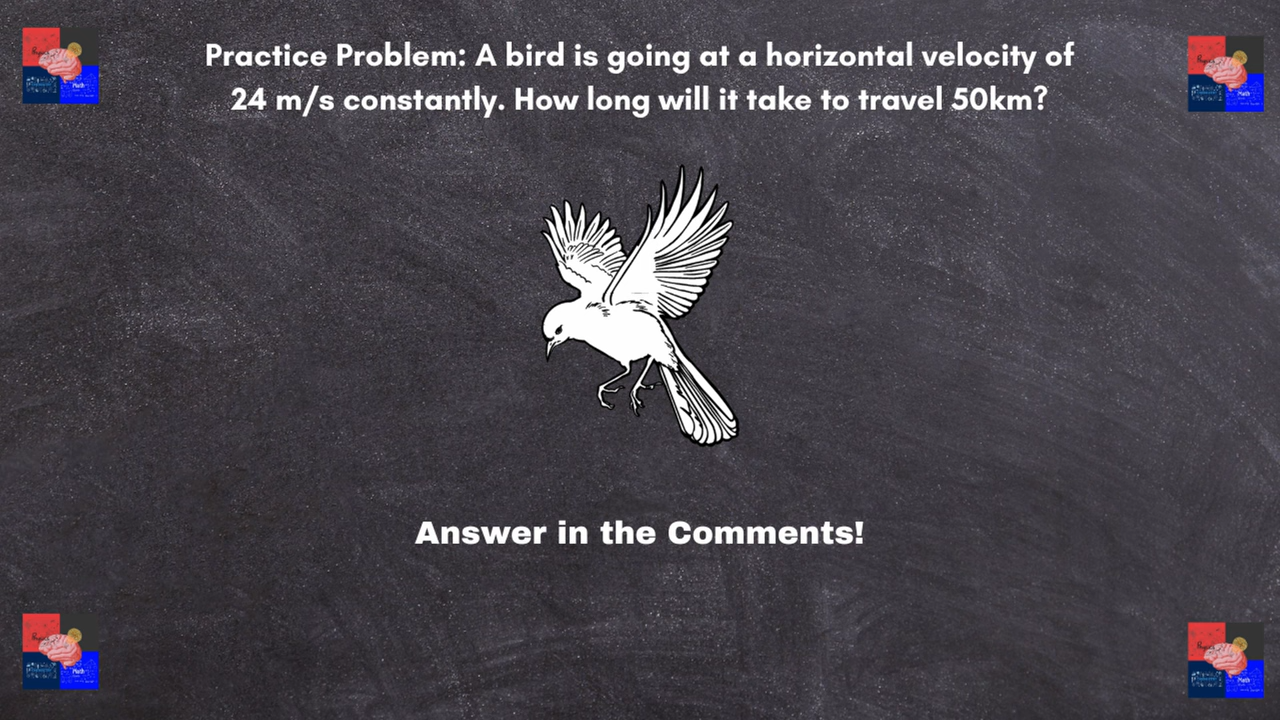 Practice Problem: A bird is going at a horizontal velocity of
24 m/s constantly. How long will it take to travel 50km?
Answer in the Comments!